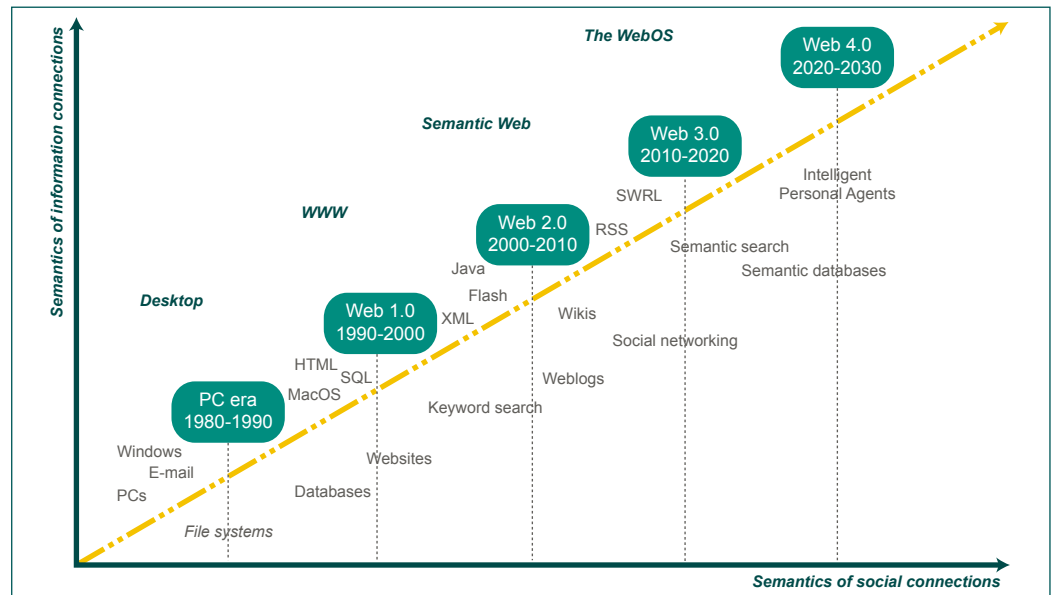 The WebOS
Web 4.0
2020-2030
Semantic Web
Web 3.0
2010-2020
Intelligent
Personal Agents
SWRL
WWW
Web 2.0
2000-2010
RSS
Semantic search
Java
Semantic databases
Desktop
Flash
Web 1.0
1990-2000
XML
Wikis
Social networking
HTML
SQL
MacOS
Weblogs
PC era
1980-1990
Keyword search
Windows
E-mail
PCs
Websites
Databases
File systems
Semantics of information connections
Semantics of social connections